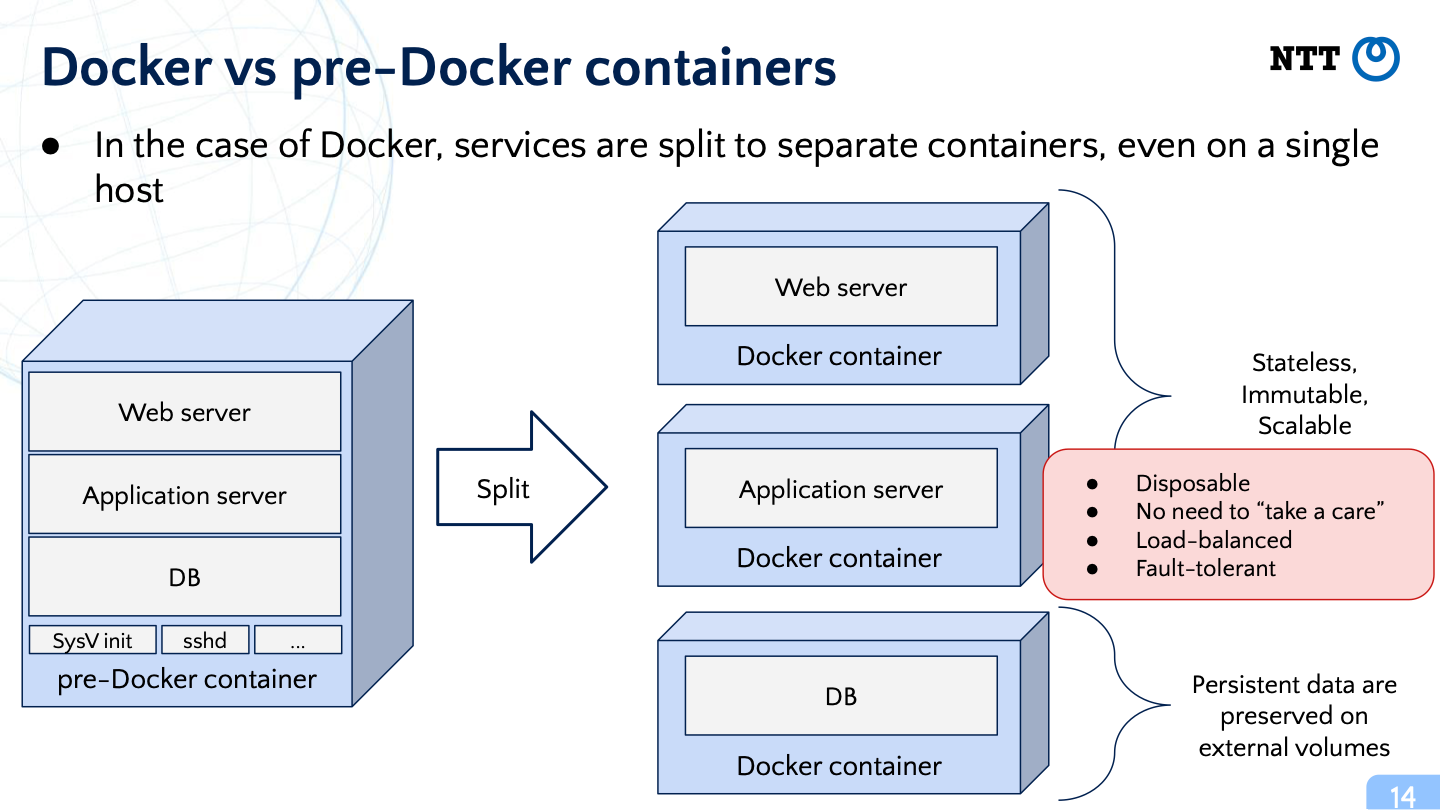 Docker vs pre-Docker containers
NTT
● In the case of Docker, services are split to separate containers, even on a single
host
Web server
Application server
DB
SysV init
sshd
...
pre-Docker container
Split
Web server
Docker container
Application server
Docker container
DB
Docker container
Stateless,
Immutable,
Scalable
● Disposable
● No need to “take a care”
● Load-balanced
● Fault-tolerant
Persistent data are
preserved on
external volumes
14